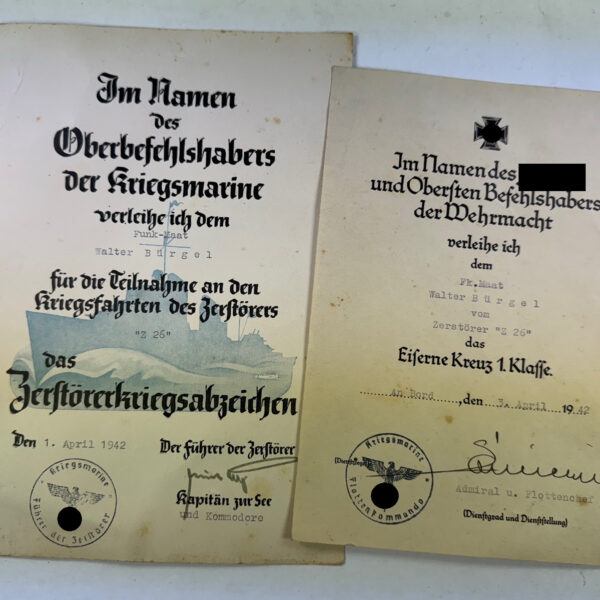 Im Namen
des
Oberbefehlshabers
der Kriegsmarine
verleihe ich dem
Funk-Maat
Walter Bürgel
für die Teilnahme an den
Kriegsfahrten des Zerstörers
"Z 26"
das
Zerstörerkriegsabzeichen
Den 1. April 1942
Der Führer der Zerstörer
Kapitän zur See
und Kommodore
Kriegsmarine
Führer der Zerstörer
Im Namen des
und Obersten Befehlshabers
der Wehrmacht
verleihe ich
dem
Fk.Maat
Walter Bürgel
vom
Zerstörer "Z 26"
das
Eiserne Kreuz 1. Klasse.
An Bord, den 3. April 1942
Kriegsmarine
Flottenkommando
Admiral u. Flottenchef
(Dienstgrad und Dienststellung)